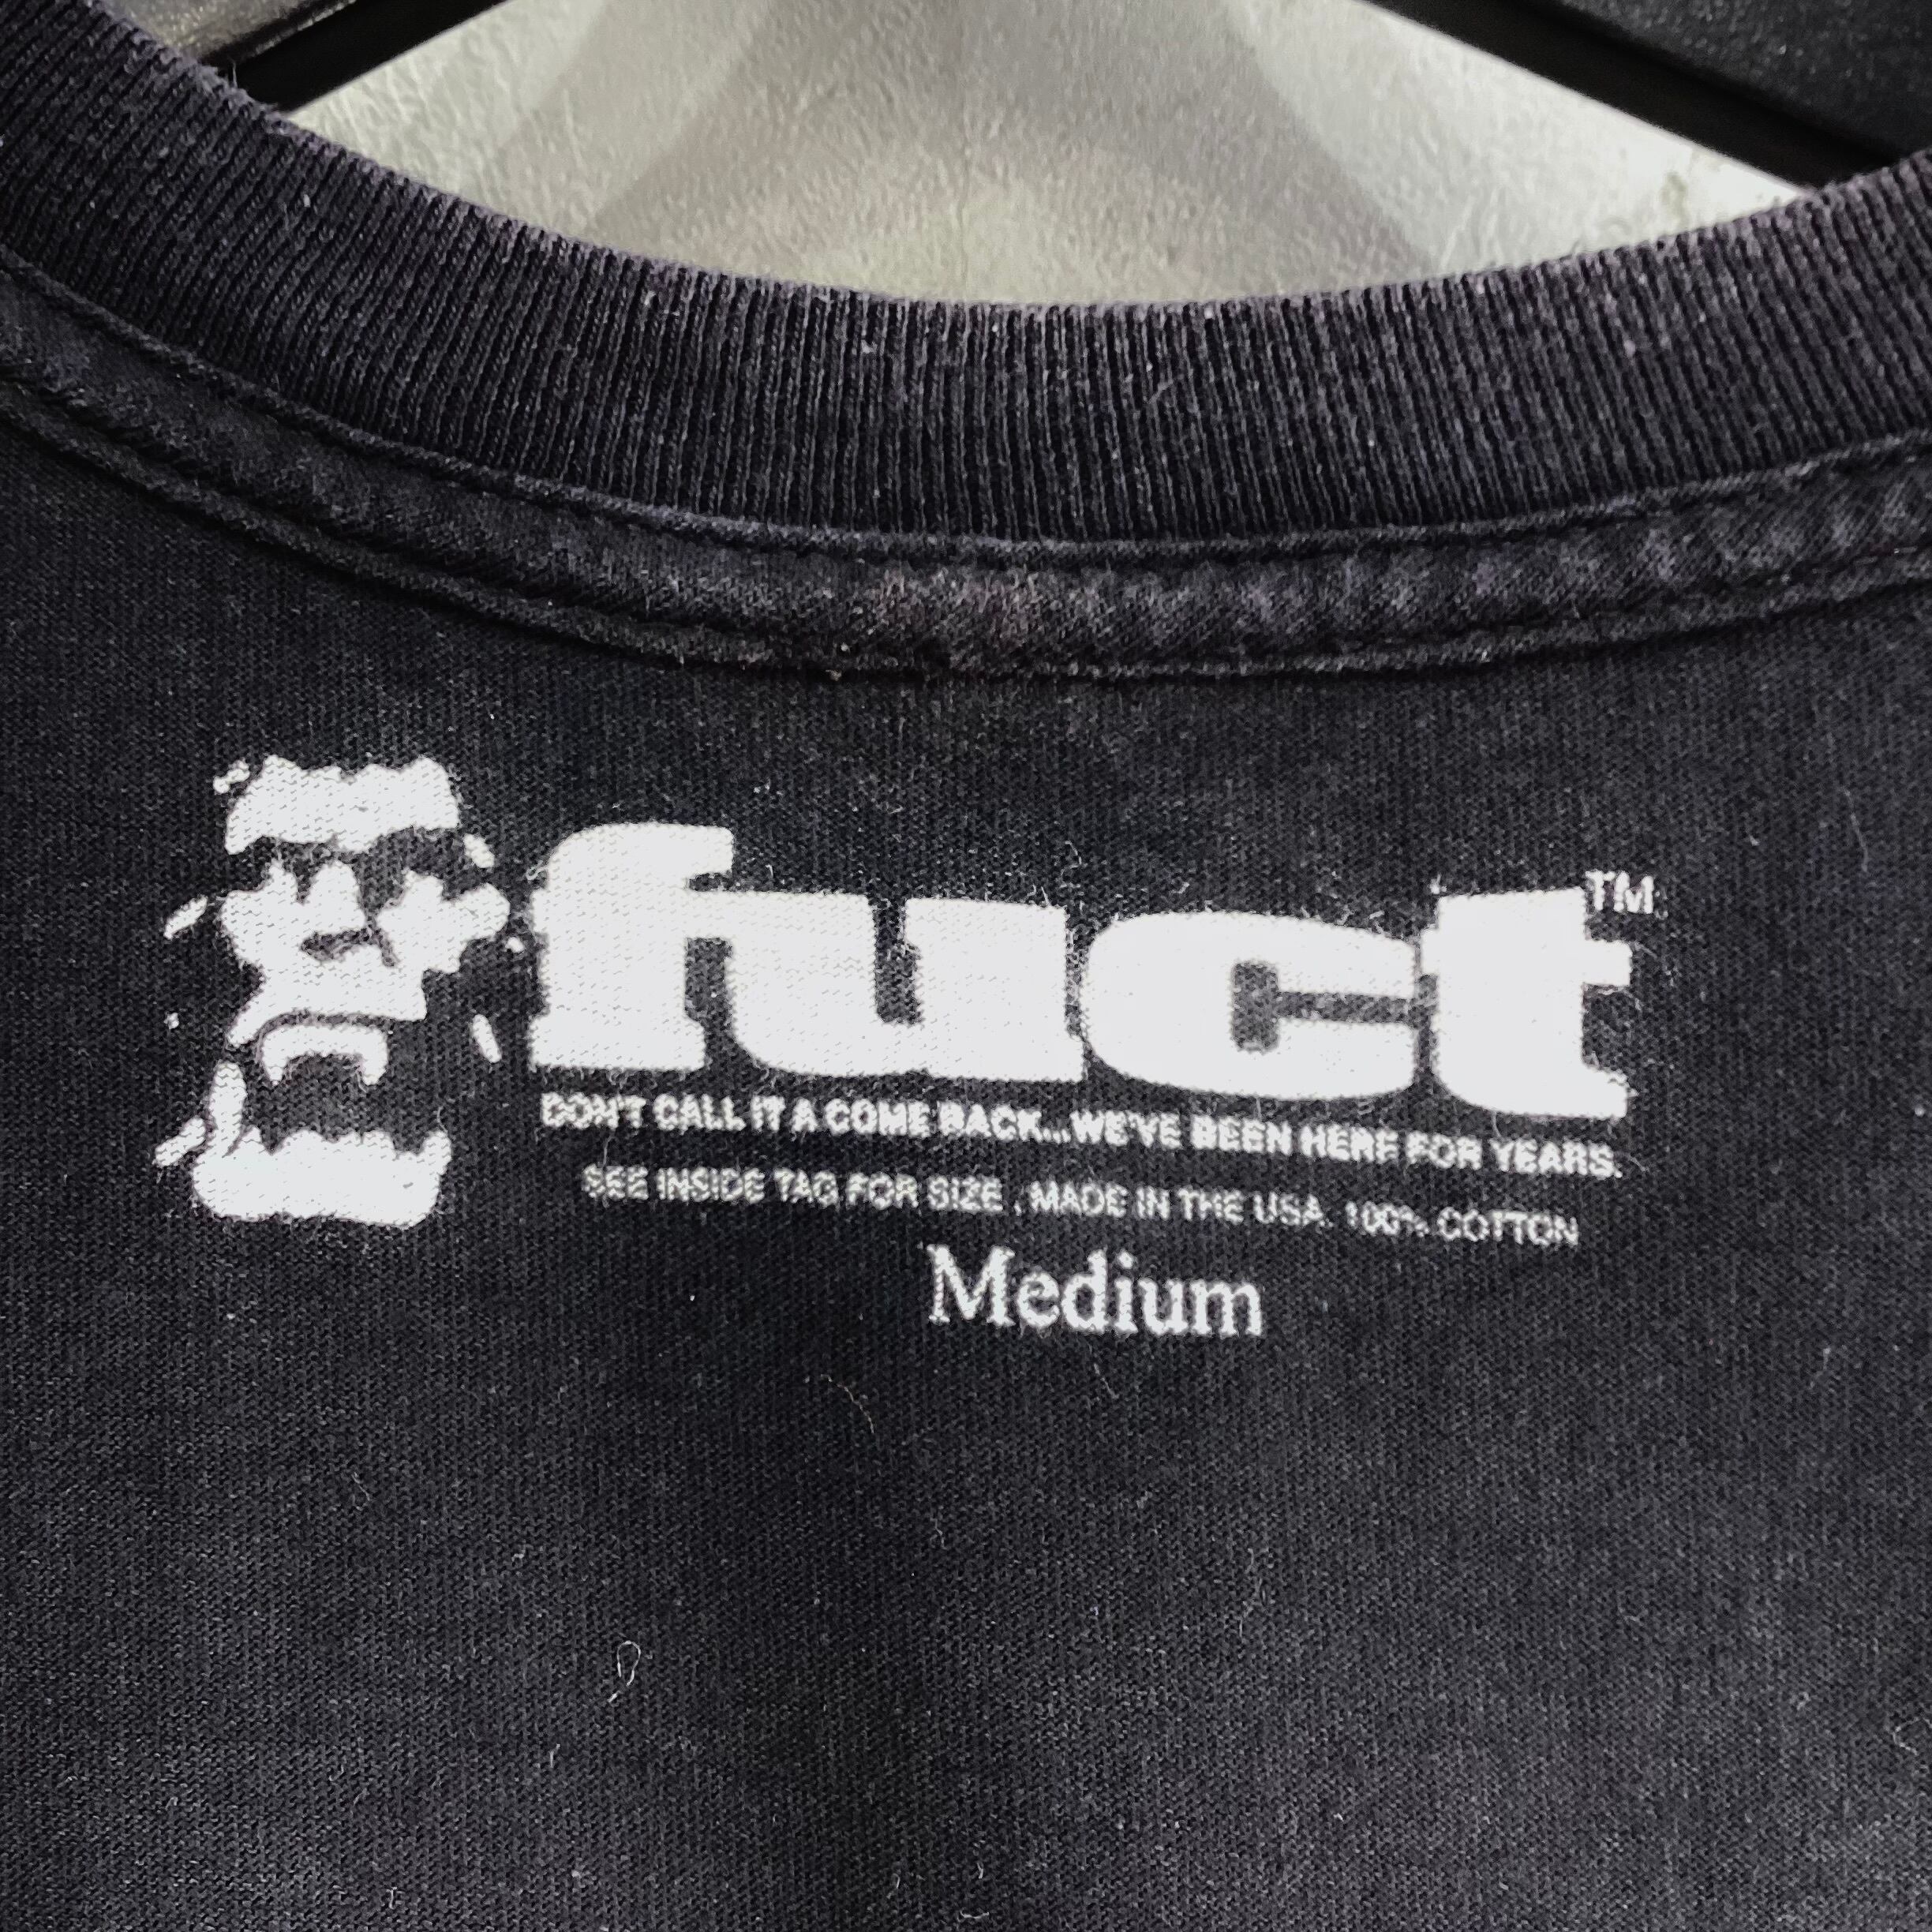 fuct™
DON'T CALL IT A COME BACK...WE'VE BEEN HERE FOR YEARS.
SEE INSIDE TAG FOR SIZE . MADE IN THE USA. 100% COTTON
Medium